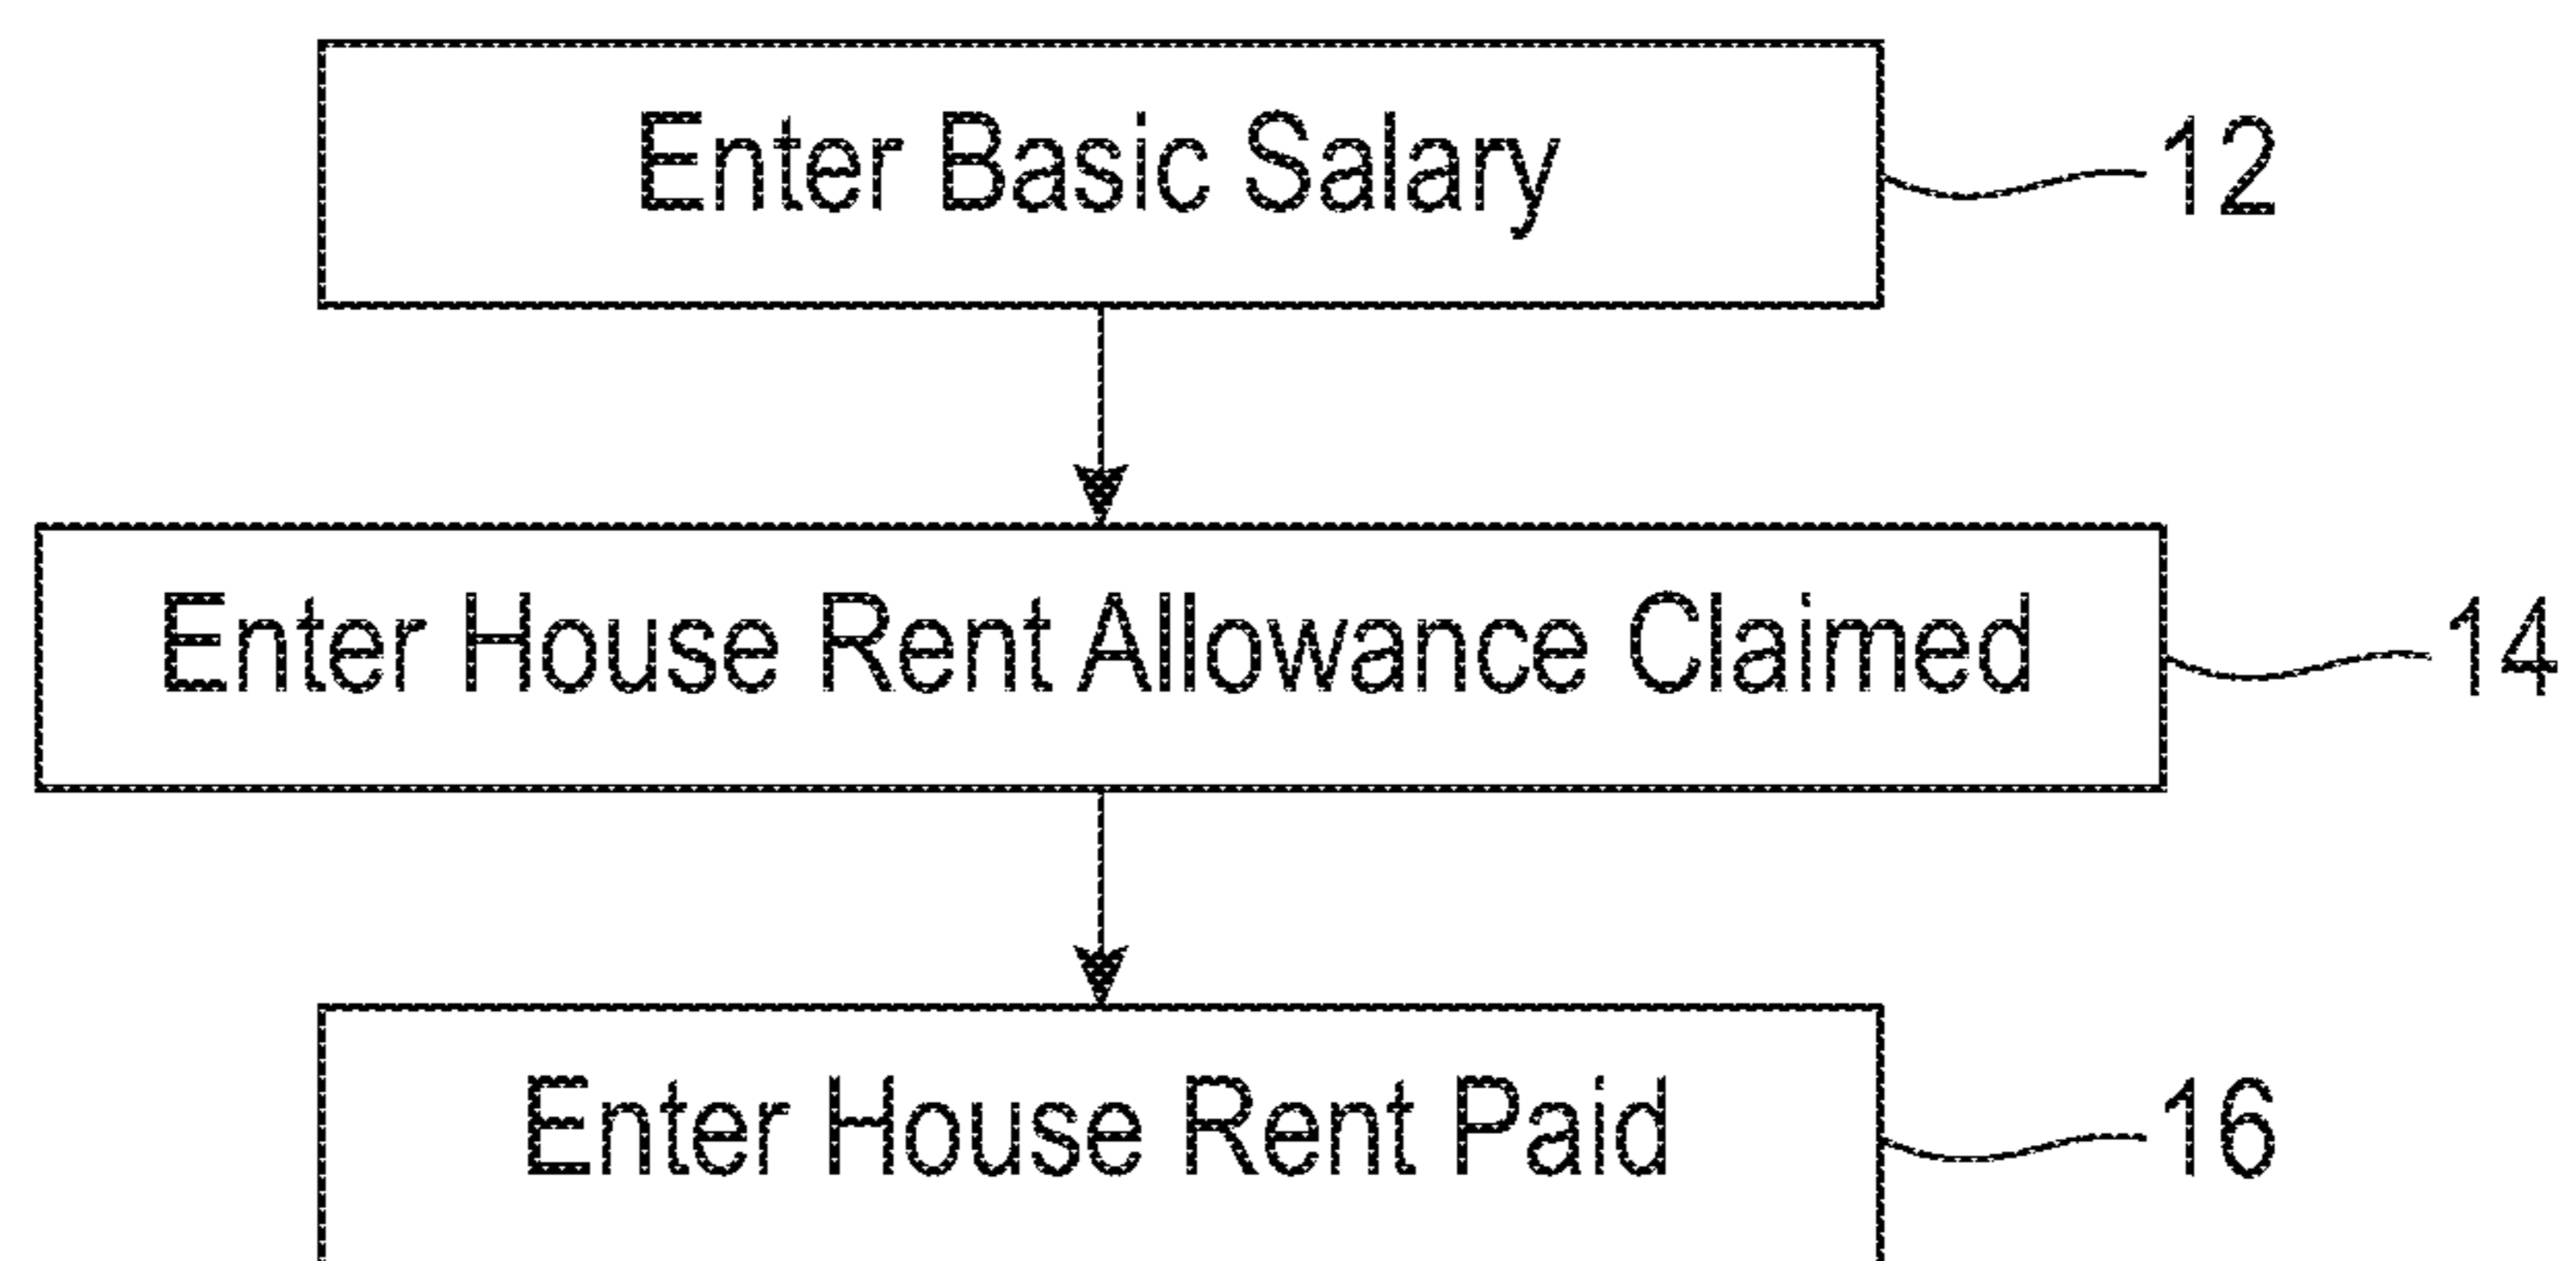 Enter Basic Salary
12
Enter House Rent Allowance Claimed
14
Enter House Rent Paid
16